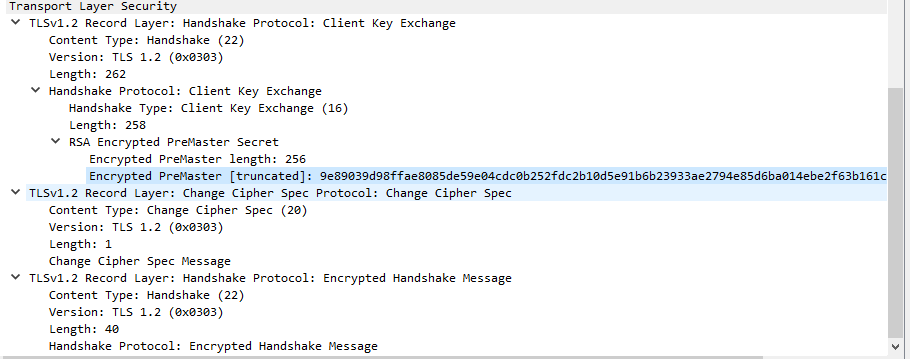 Transport Layer Security
TLSv1.2 Record Layer: Handshake Protocol: Client Key Exchange
Content Type: Handshake (22)
Version: TLS 1.2 (0x0303)
Length: 262
Handshake Protocol: Client Key Exchange
Handshake Type: Client Key Exchange (16)
Length: 258
RSA Encrypted PreMaster Secret
Encrypted PreMaster length: 256
Encrypted PreMaster [truncated]: 9e89039d98ffae8085de59e04cdc0b252fdc2b10d5e91b6b23933ae2794e85d6ba014ebe2f63b161c
TLSv1.2 Record Layer: Change Cipher Spec Protocol: Change Cipher Spec
Content Type: Change Cipher Spec (20)
Version: TLS 1.2 (0x0303)
Length: 1
Change Cipher Spec Message
TLSv1.2 Record Layer: Handshake Protocol: Encrypted Handshake Message
Content Type: Handshake (22)
Version: TLS 1.2 (0x0303)
Length: 40
Handshake Protocol: Encrypted Handshake Message